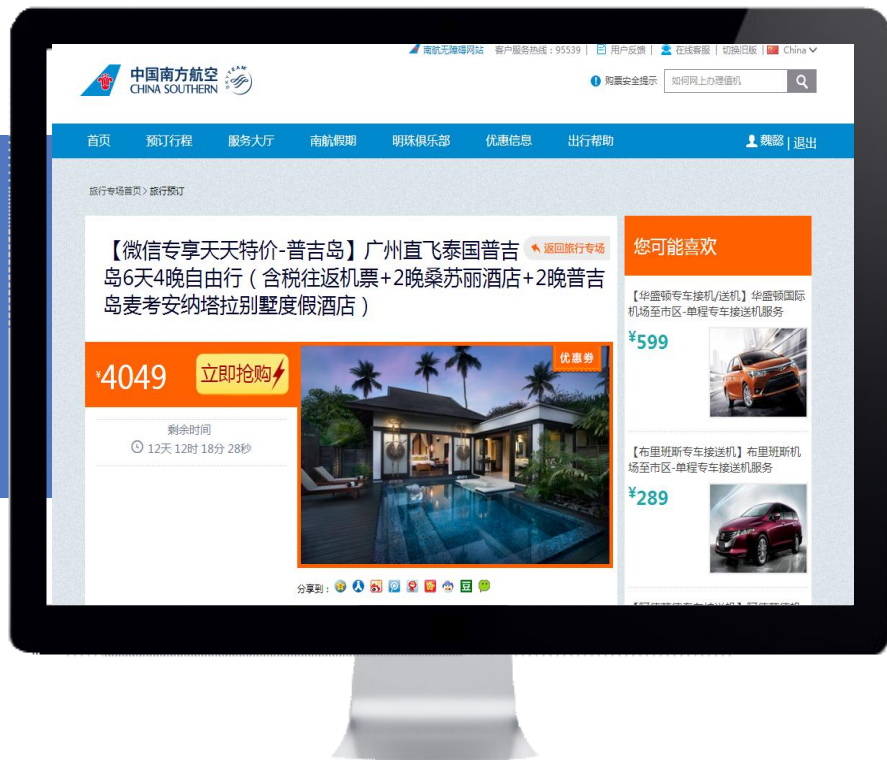 南航无障碍网站 客户服务热线：95539 | 用户反馈 | 在线客服 | 切换旧版 | China
中国南方航空
CHINA SOUTHERN
SKYTEAM
购票安全提示 如何网上办理值机
首页 预订行程 服务大厅 南航假期 明珠俱乐部 优惠信息 出行帮助 魏懿 | 退出
旅行专场首页 > 旅行预订
【微信专享天天特价-普吉岛】广州直飞泰国普吉
岛6天4晚自由行（含税往返机票+2晚桑苏丽酒店+2晚普吉
岛麦考安纳塔拉别墅度假酒店）
返回旅行专场
¥4049 立即抢购
优惠券
剩余时间
12天 12时 18分 28秒
分享到：
您可能喜欢
【华盛顿专车接机/送机】华盛顿国际
机场至市区-单程专车接送机服务
¥599
【布里班斯专车接送机】布里班斯机
场至市区-单程专车接送机服务
¥289